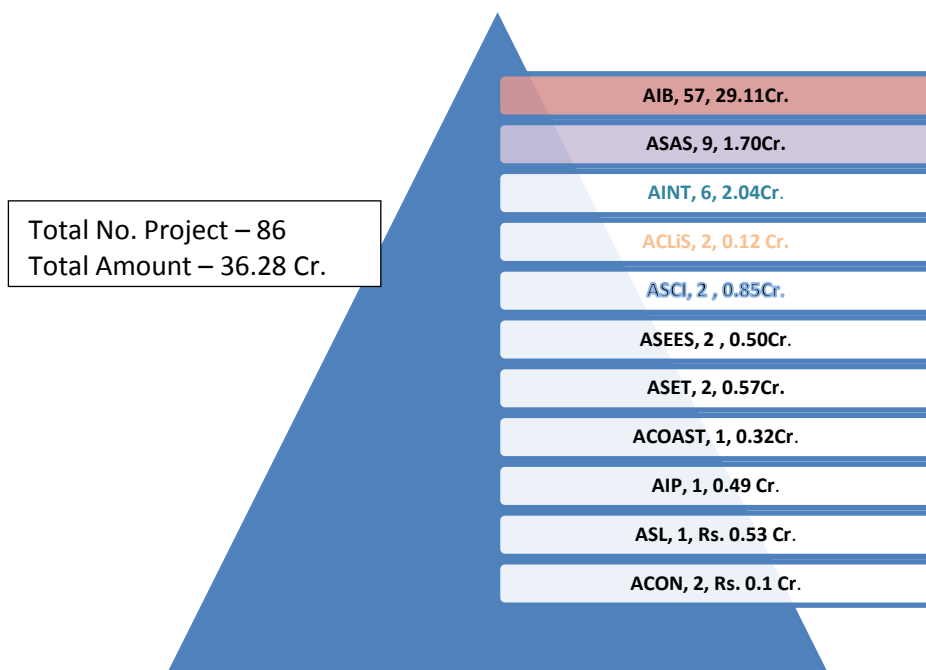 Total No. Project – 86
Total Amount – 36.28 Cr.
AIB, 57, 29.11Cr.
ASAS, 9, 1.70Cr.
AINT, 6, 2.04Cr.
ACLiS, 2, 0.12 Cr.
ASCI, 2 , 0.85Cr.
ASEES, 2 , 0.50Cr.
ASET, 2, 0.57Cr.
ACOAST, 1, 0.32Cr.
AIP, 1, 0.49 Cr.
ASL, 1, Rs. 0.53 Cr.
ACON, 2, Rs. 0.1 Cr.